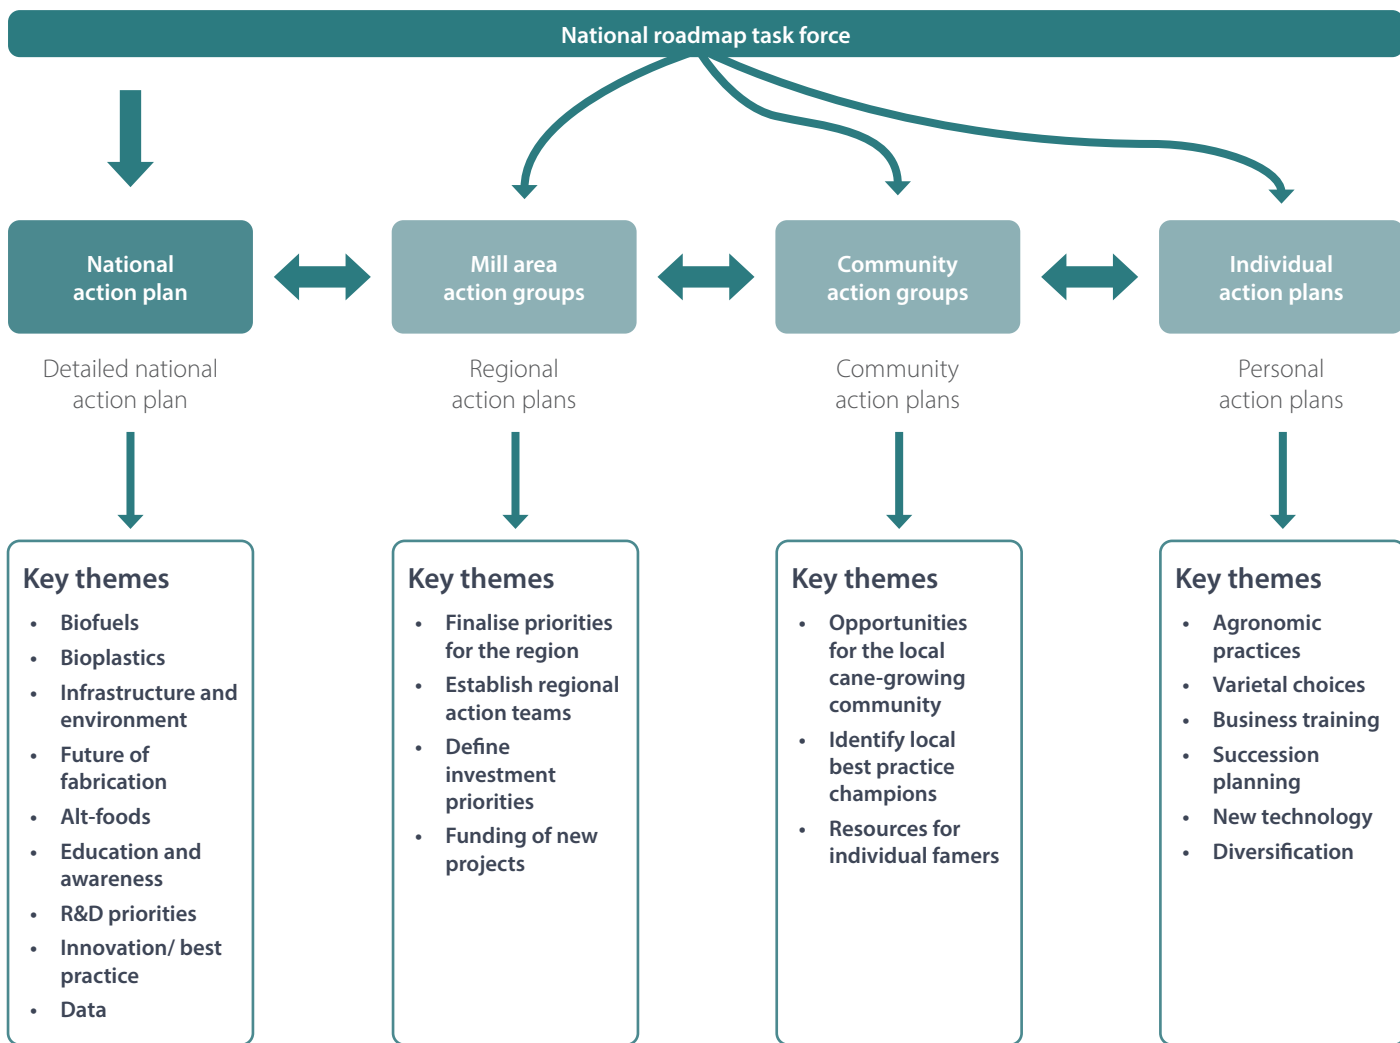 National roadmap task force
National
action plan
Mill area
action groups
Community
action groups
Individual
action plans
Detailed national
action plan
Regional
action plans
Community
action plans
Personal
action plans
Key themes
• Biofuels
• Bioplastics
• Infrastructure and
environment
• Future of
fabrication
• Alt-foods
• Education and
awareness
• R&D priorities
• Innovation/ best
practice
• Data
Key themes
• Finalise priorities
for the region
• Establish regional
action teams
• Define
investment
priorities
• Funding of new
projects
Key themes
• Opportunities
for the local
cane-growing
community
• Identify local
best practice
champions
• Resources for
individual famers
Key themes
• Agronomic
practices
• Varietal choices
• Business training
• Succession
planning
• New technology
• Diversification